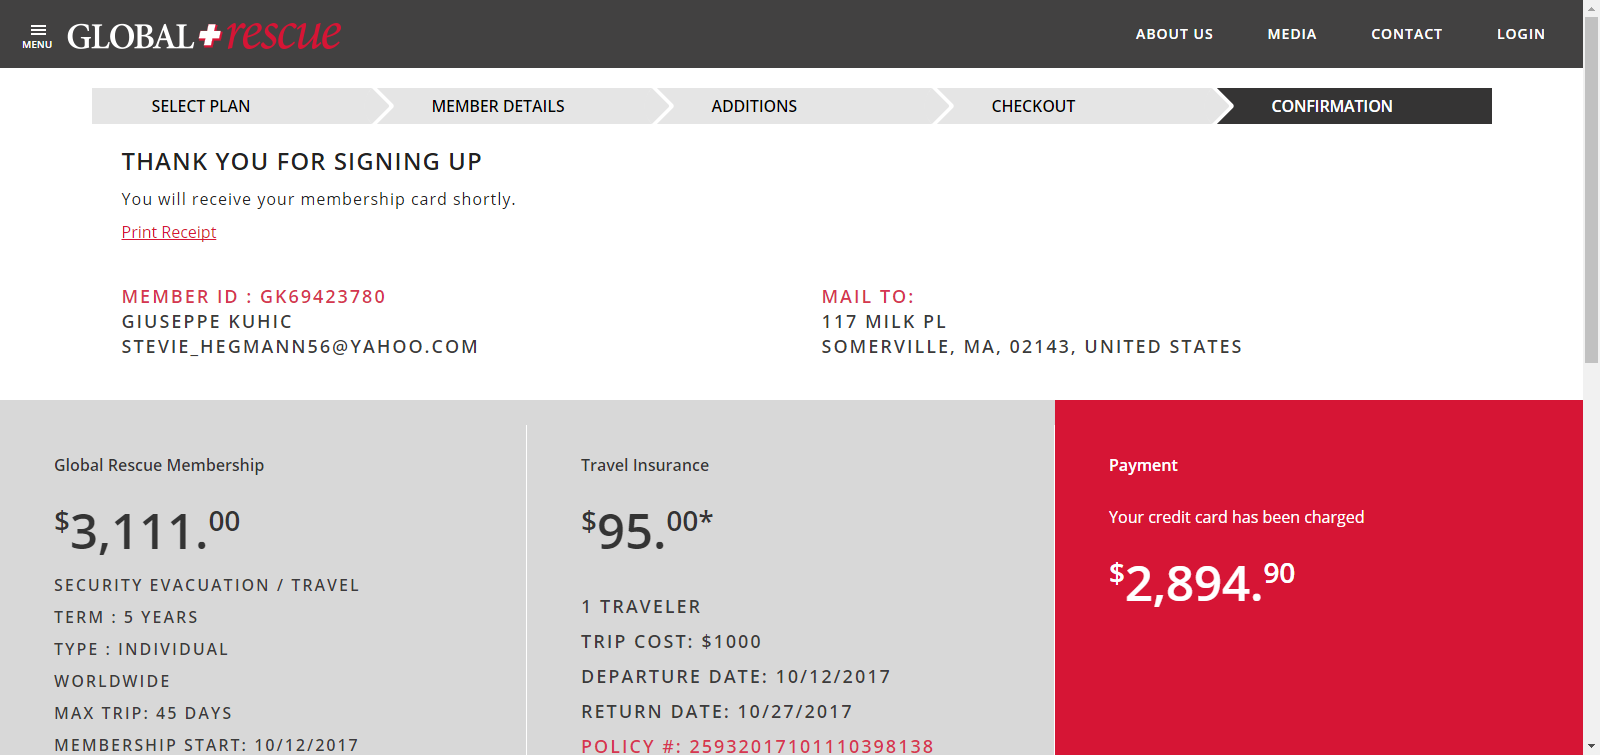 MENU
GLOBAL rescue
ABOUT US
MEDIA
CONTACT
LOGIN
SELECT PLAN
MEMBER DETAILS
ADDITIONS
CHECKOUT
CONFIRMATION
THANK YOU FOR SIGNING UP
You will receive your membership card shortly.
Print Receipt
MEMBER ID : GK69423780
GIUSEPPE KUHIC
STEVIE_HEGMANN56@YAHOO.COM
MAIL TO:
117 MILK PL
SOMERVILLE, MA, 02143, UNITED STATES
Global Rescue Membership
$3,111.00
SECURITY EVACUATION / TRAVEL
TERM : 5 YEARS
TYPE : INDIVIDUAL
WORLDWIDE
MAX TRIP: 45 DAYS
MEMBERSHIP START: 10/12/2017
Travel Insurance
$95.00*
1 TRAVELER
TRIP COST: $1000
DEPARTURE DATE: 10/12/2017
RETURN DATE: 10/27/2017
POLICY #: 25932017101110398138
Payment
Your credit card has been charged
$2,894.90